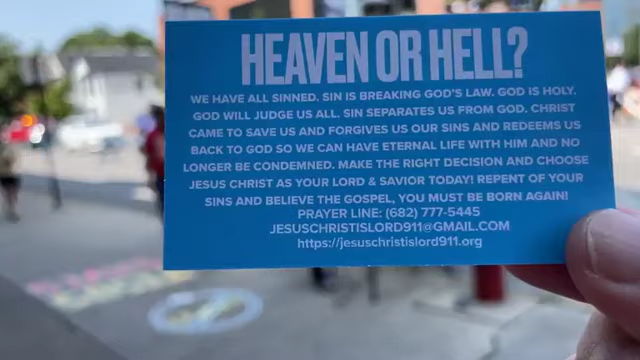 HEAVEN OR HELL?
WE HAVE ALL SINNED. SIN IS BREAKING GOD'S LAW. GOD IS HOLY.
GOD WILL JUDGE US ALL. SIN SEPARATES US FROM GOD. CHRIST
CAME TO SAVE US AND FORGIVES US OUR SINS AND REDEEMS US
BACK TO GOD SO WE CAN HAVE ETERNAL LIFE WITH HIM AND NO
LONGER BE CONDEMNED. MAKE THE RIGHT DECISION AND CHOOSE
JESUS CHRIST AS YOUR LORD & SAVIOR TODAY! REPENT OF YOUR
SINS AND BELIEVE THE GOSPEL, YOU MUST BE BORN AGAIN!
PRAYER LINE: (682) 777-5445
JESUSCHRISTISLORD911@GMAIL.COM
https://jesuschristislord911.org